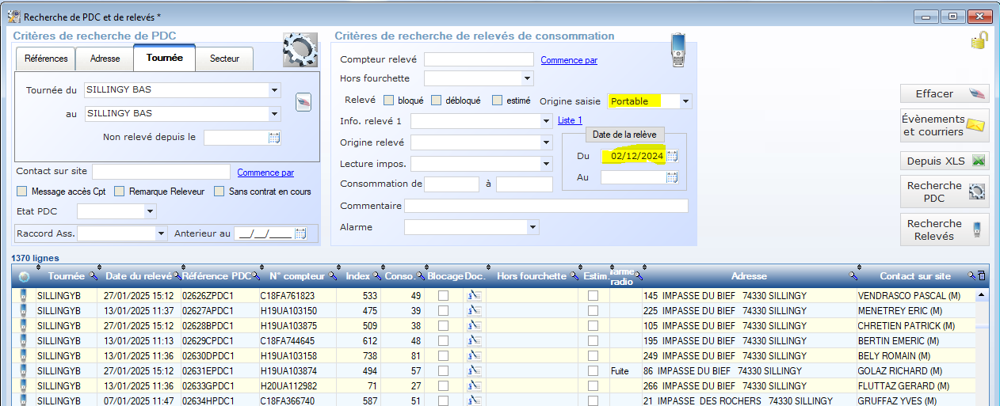 Recherche de PDC et de relevés *
Critères de recherche de PDC
Références Adresse Tournée Secteur
Tournée du SILLINGY BAS
au SILLINGY BAS
Non relevé depuis le
Contact sur site Commence par
Message accès Cpt Remarque Releveur Sans contrat en cours
Etat PDC
Raccord Ass. Anterieur au __/__/____
Critères de recherche de relevés de consommation
Compteur relevé Commence par
Hors fourchette
Relevé bloqué débloqué estimé Origine saisie Portable
Info. relevé 1 Liste 1
Origine relevé
Lecture impos.
Consommation de à
Date de la relève
Du 02/12/2024
Au
Commentaire
Alarme
Effacer
Évènements
et courriers
Depuis XLS
Recherche
PDC
Recherche
Relevés
1370 lignes
Tournée Date du relevé Référence PDC N° compteur Index Conso. Blocage Doc. Hors fourchette Estim. radio Adresse Contact sur site
SILLINGYB 27/01/2025 15:12 02626ZPDC1 C18FA761823 533 49 145 IMPASSE DU BIEF 74330 SILLINGY VENDRASCO PASCAL (M)
SILLINGYB 13/01/2025 11:37 02627APDC1 H19UA103150 475 39 225 IMPASSE DU BIEF 74330 SILLINGY MENETREY ERIC (M)
SILLINGYB 27/01/2025 15:12 02628BPDC1 H19UA103875 509 38 105 IMPASSE DU BIEF 74330 SILLINGY CHRETIEN PATRICK (M)
SILLINGYB 27/01/2025 11:13 02629CPDC1 C18FA744645 612 48 195 IMPASSE DU BIEF 74330 SILLINGY BERTIN EMERIC (M)
SILLINGYB 13/01/2025 11:36 02630DPDC1 H19UA103158 738 81 249 IMPASSE DU BIEF 74330 SILLINGY BELY ROMAIN (M)
SILLINGYB 27/01/2025 15:12 02631EPDC1 H19UA103874 494 57 Fuite 86 IMPASSE DU BIEF 74330 SILLINGY GOLAZ RICHARD (M)
SILLINGYB 13/01/2025 11:36 02633GPDC1 H20UA112982 71 27 266 IMPASSE DU BIEF 74330 SILLINGY FLUTTAZ GERARD (M)
SILLINGYB 07/01/2025 11:47 02634HPDC1 C18FA366740 587 51 21 IMPASSE DES ROCHERS 74330 SILLINGY GRUFFAZ YVES (M)